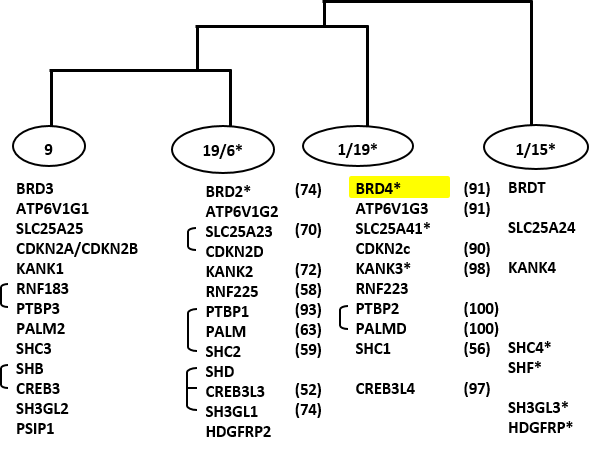 9 19/6* 1/19* 1/15*
BRD3 BRD2* (74) BRD4* (91) BRDT
ATP6V1G1 ATP6V1G2 ATP6V1G3 (91)
SLC25A25 SLC25A23 (70) SLC25A41* SLC25A24
CDKN2A/CDKN2B CDKN2D CDKN2c (90)
KANK1 KANK2 (72) KANK3* (98) KANK4
RNF183 RNF225 (58) RNF223
PTBP3 PTBP1 (93) PTBP2 (100)
PALM2 PALM (63) PALMD (100)
SHC3 SHC2 (59) SHC1 (56) SHC4*
SHB SHD SHF*
CREB3 CREB3L3 (52) CREB3L4 (97)
SH3GL2 SH3GL1 (74) SH3GL3*
PSIP1 HDGFRP2 HDGFRP*